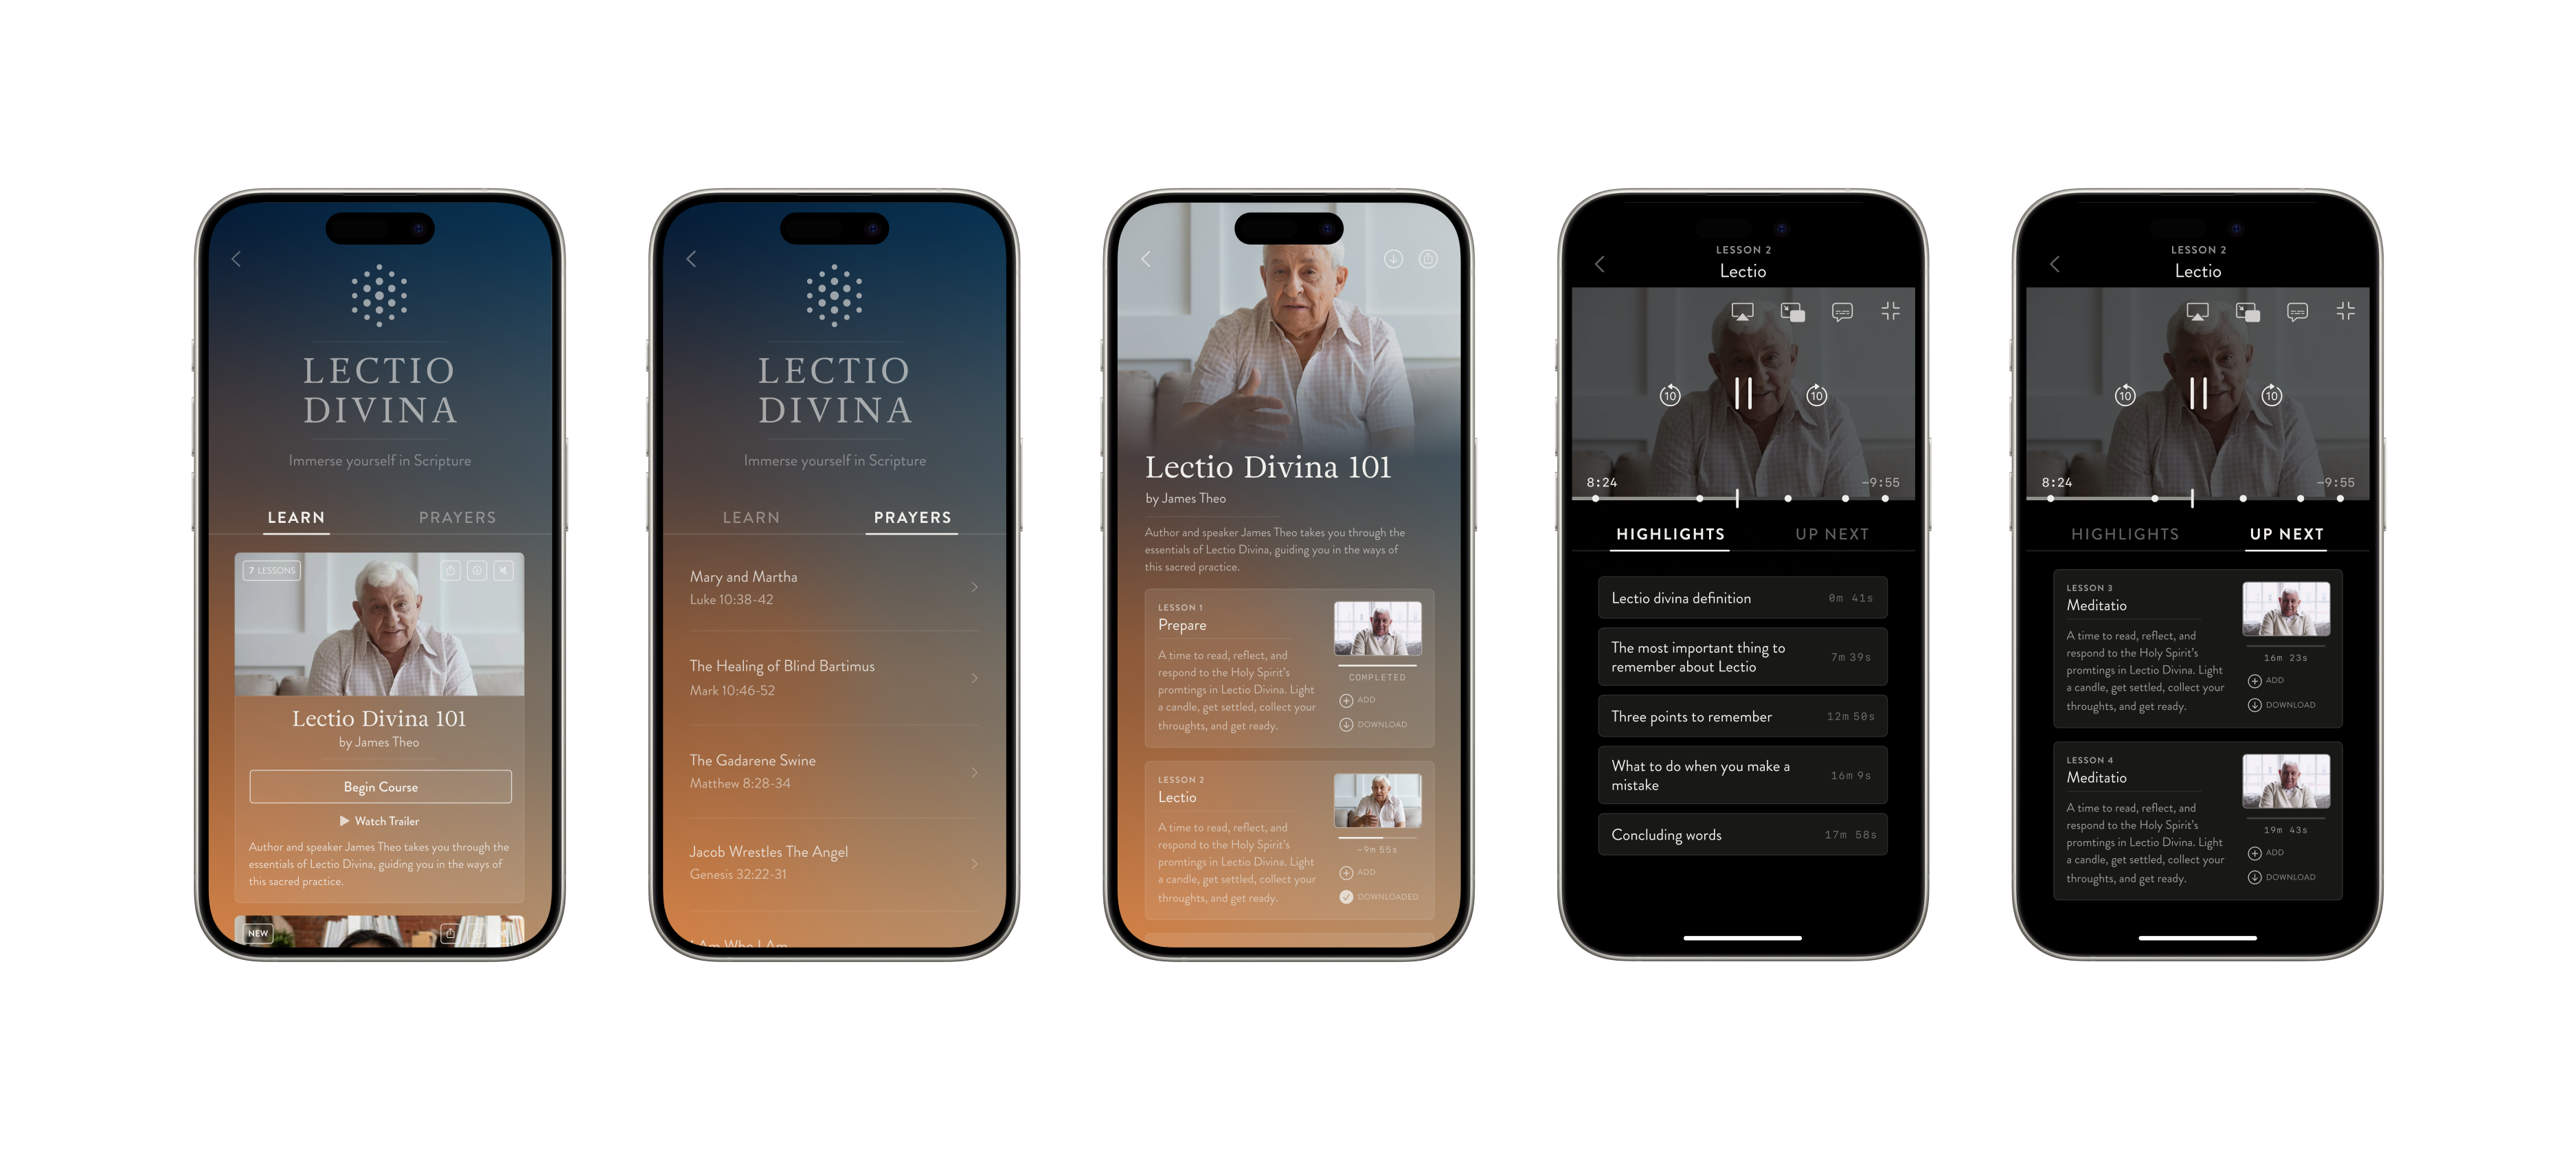 LECTIO
DIVINA
Immerse yourself in Scripture
LEARN
PRAYERS
7 LESSONS
Lectio Divina 101
by James Theo
Begin Course
Watch Trailer
Author and speaker James Theo takes you through the
essentials of Lectio Divina, guiding you in the ways of
this sacred practice.
NEW
LECTIO
DIVINA
Immerse yourself in Scripture
LEARN
PRAYERS
Mary and Martha
Luke 10:38-42
The Healing of Blind Bartimus
Mark 10:46-52
The Gadarene Swine
Matthew 8:28-34
Jacob Wrestles The Angel
Genesis 32:22-31
I Am Who I Am
Lectio Divina 101
by James Theo
Author and speaker James Theo takes you through the
essentials of Lectio Divina, guiding you in the ways of
this sacred practice.
LESSON 1
Prepare
A time to read, reflect, and
respond to the Holy Spirit's
promtings in Lectio Divina. Light
a candle, get settled, collect your
throughts, and get ready.
COMPLETED
ADD
DOWNLOAD
LESSON 2
Lectio
A time to read, reflect, and
respond to the Holy Spirit's
promtings in Lectio Divina. Light
a candle, get settled, collect your
throughts, and get ready.
-9m 55s
ADD
DOWNLOADED
LESSON 2
Lectio
10
10
8:24
-9:55
HIGHLIGHTS
UP NEXT
Lectio divina definition
0m 41s
The most important thing to
remember about Lectio
7m 39s
Three points to remember
12m 50s
What to do when you make a
mistake
16m 9s
Concluding words
17m 58s
LESSON 2
Lectio
10
10
8:24
-9:55
HIGHLIGHTS
UP NEXT
LESSON 3
Meditatio
A time to read, reflect, and
respond to the Holy Spirit's
promtings in Lectio Divina. Light
a candle, get settled, collect your
throughts, and get ready.
16m 23s
ADD
DOWNLOAD
LESSON 4
Meditatio
A time to read, reflect, and
respond to the Holy Spirit's
promtings in Lectio Divina. Light
a candle, get settled, collect your
throughts, and get ready.
19m 43s
ADD
DOWNLOAD